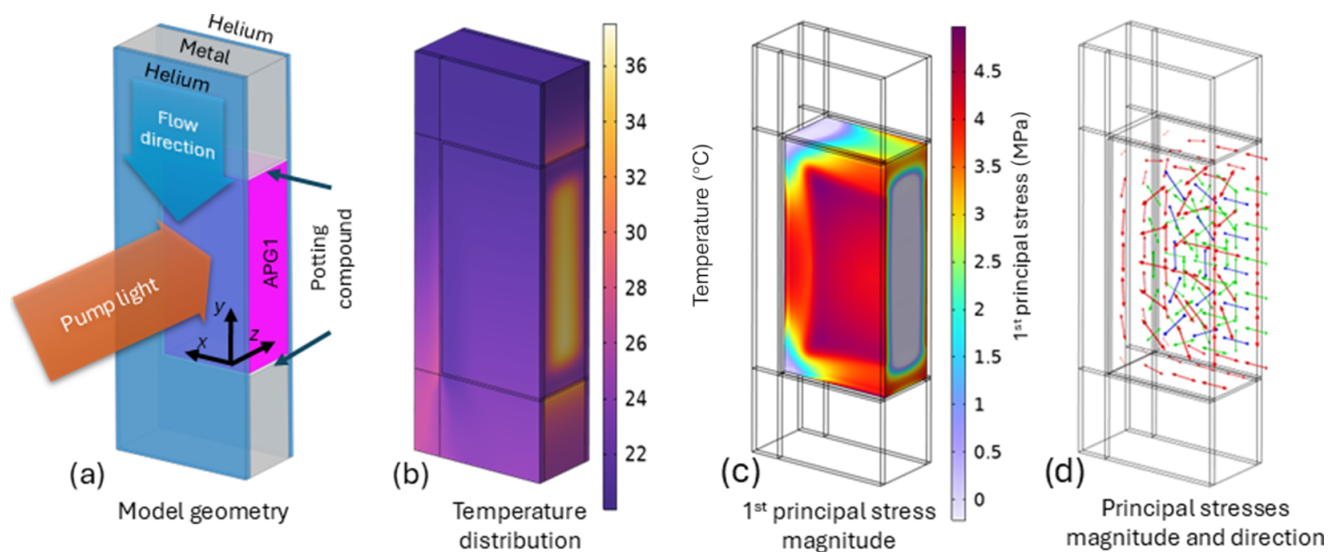 Helium
Metal
Helium
Flow
direction
Pump light
APG1
Potting
compound
y
x
z
(a)
Model geometry
36
34
32
30
28
26
24
22
Temperature (°C)
(b)
Temperature
distribution
4.5
4
3.5
3
2.5
2
1.5
1
0.5
0
1st principal stress (MPa)
(c)
1st principal stress
magnitude
(d)
Principal stresses
magnitude and direction